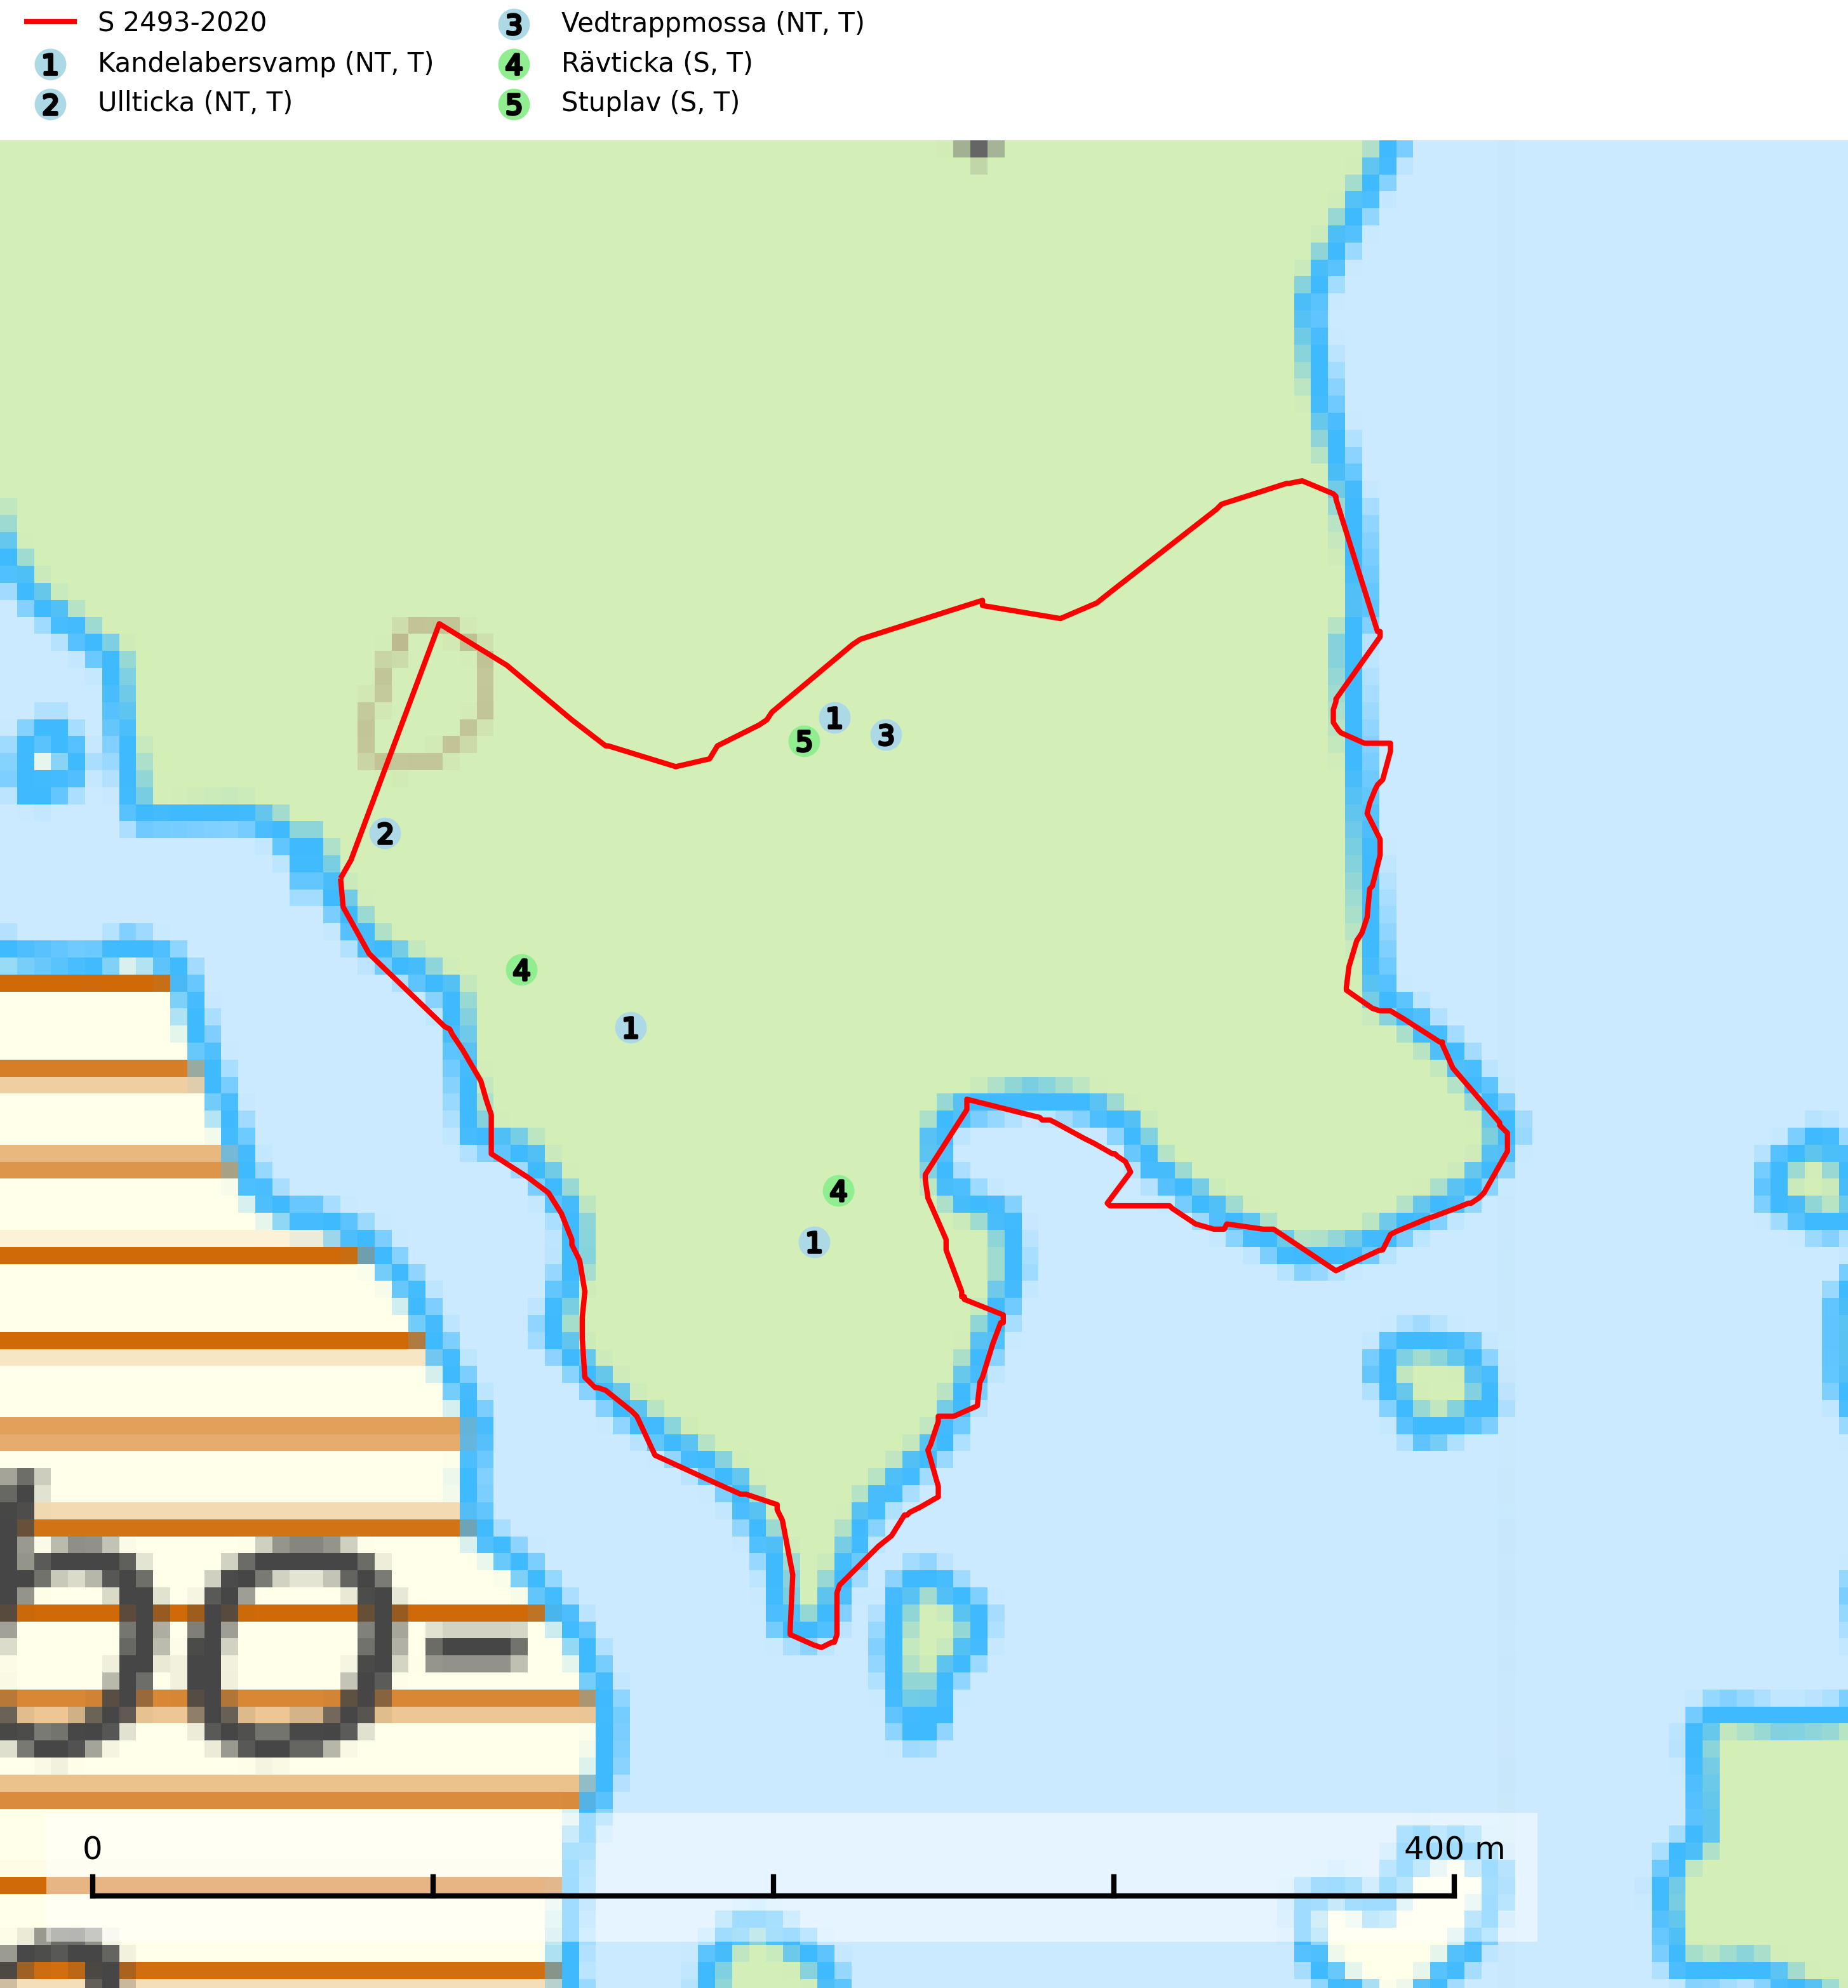 S 2493-2020
1 Kandelabersvamp (NT, T)
2 Ullticka (NT, T)
3 Vedtrappmossa (NT, T)
4 Rävticka (S, T)
5 Stuplav (S, T)
1
5
3
2
4
1
4
1
0
400 m